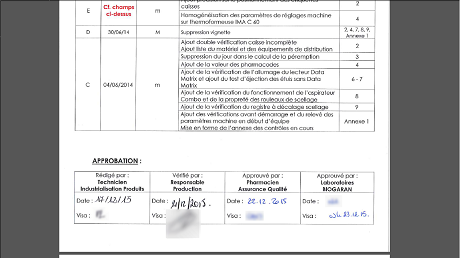 caisses 2
E Cf. champs ci-dessus m Homogénéisation des paramètres de réglages machine sur thermoformeuse IMA C 60 4
D 30/06/14 M Suppression vignette 2, 4, 7, 8, 9, Annexe 1
C 04/06/2014 m
Ajout double vérification caisse incomplète
Ajout liste du matériel et des équipements de distribution 2
Suppression du jour dans le calcul de la péremption 3
Ajout de la valeur des pharmacodes 4
Ajout de la vérification de l'allumage du lecteur Data
Matrix et ajout du test d'éjection des étuis sans Data
Matrix 6 - 7
Ajout de la vérification du fonctionnement de l'aspirateur
Combo et de la propreté des rouleaux de scellage 8
Ajout de la vérification du registre à décalage scellage 9
Ajout des vérifications avant démarrage et du relevé des
paramètres machine en début d'équipe
Mise en forme de l'annexe des contrôles en cours Annexe 1
APPROBATION :
Rédigé par : Vérifié par : Approuvé par : Approuvé par :
Technicien Responsable Pharmacien Laboratoires
Industrialisation Produits Production Assurance Qualité BIOGARAN
Date : 17/12/15 Date : 21/12/2015. Date : 22.12.2015 Date :
Visa : Visa : Visa : Visa : 23.12.15.